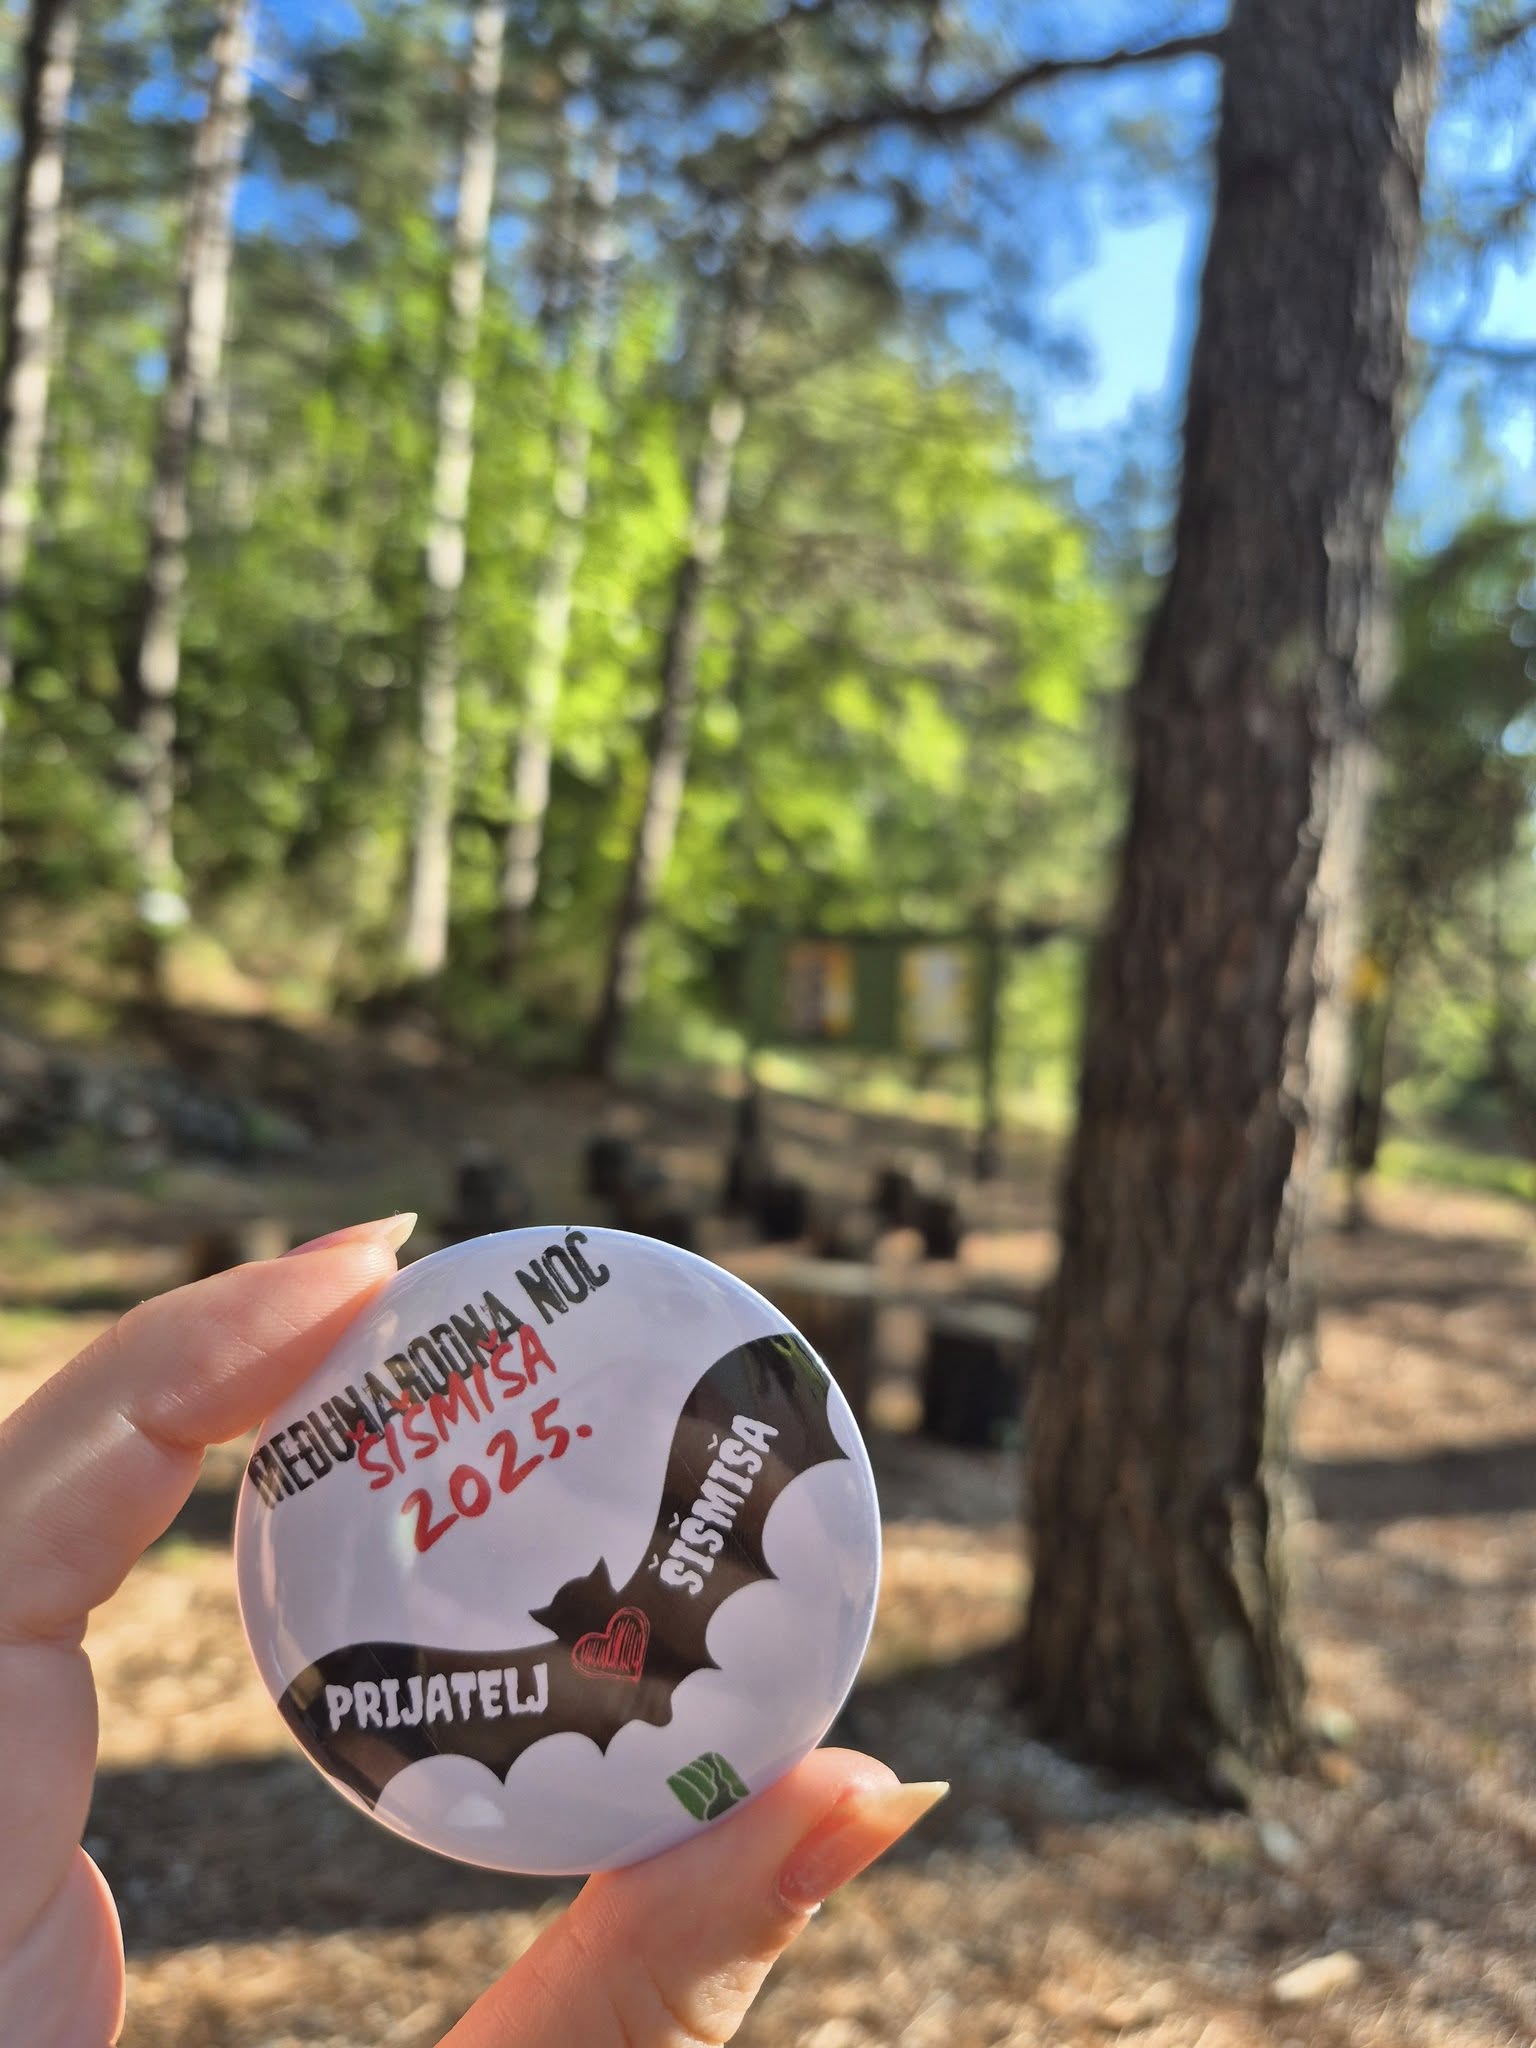 MEĐUNARODNA NOĆ
ŠIŠMIŠA
2025.
PRIJATELJ
ŠIŠMIŠA